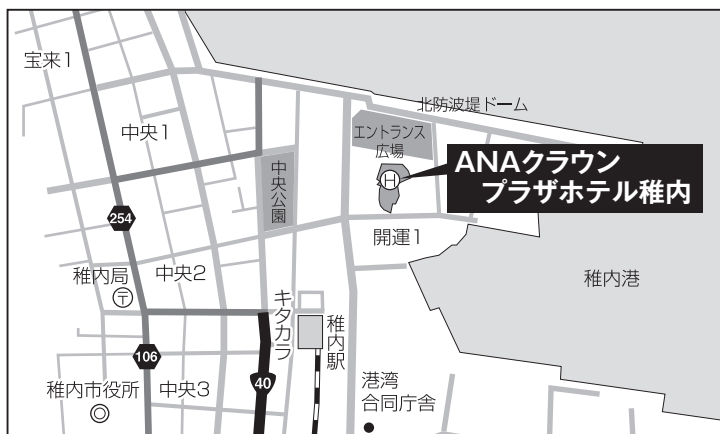 宝来1
北防波堤ドーム
中央1
エントランス
広場
ANAクラウン
プラザホテル稚内
H
中央公園
254
開運1
稚内局
中央2
稚内港
〒
キタカラ
稚内駅
106
40
稚内市役所
中央3
港湾
合同庁舎